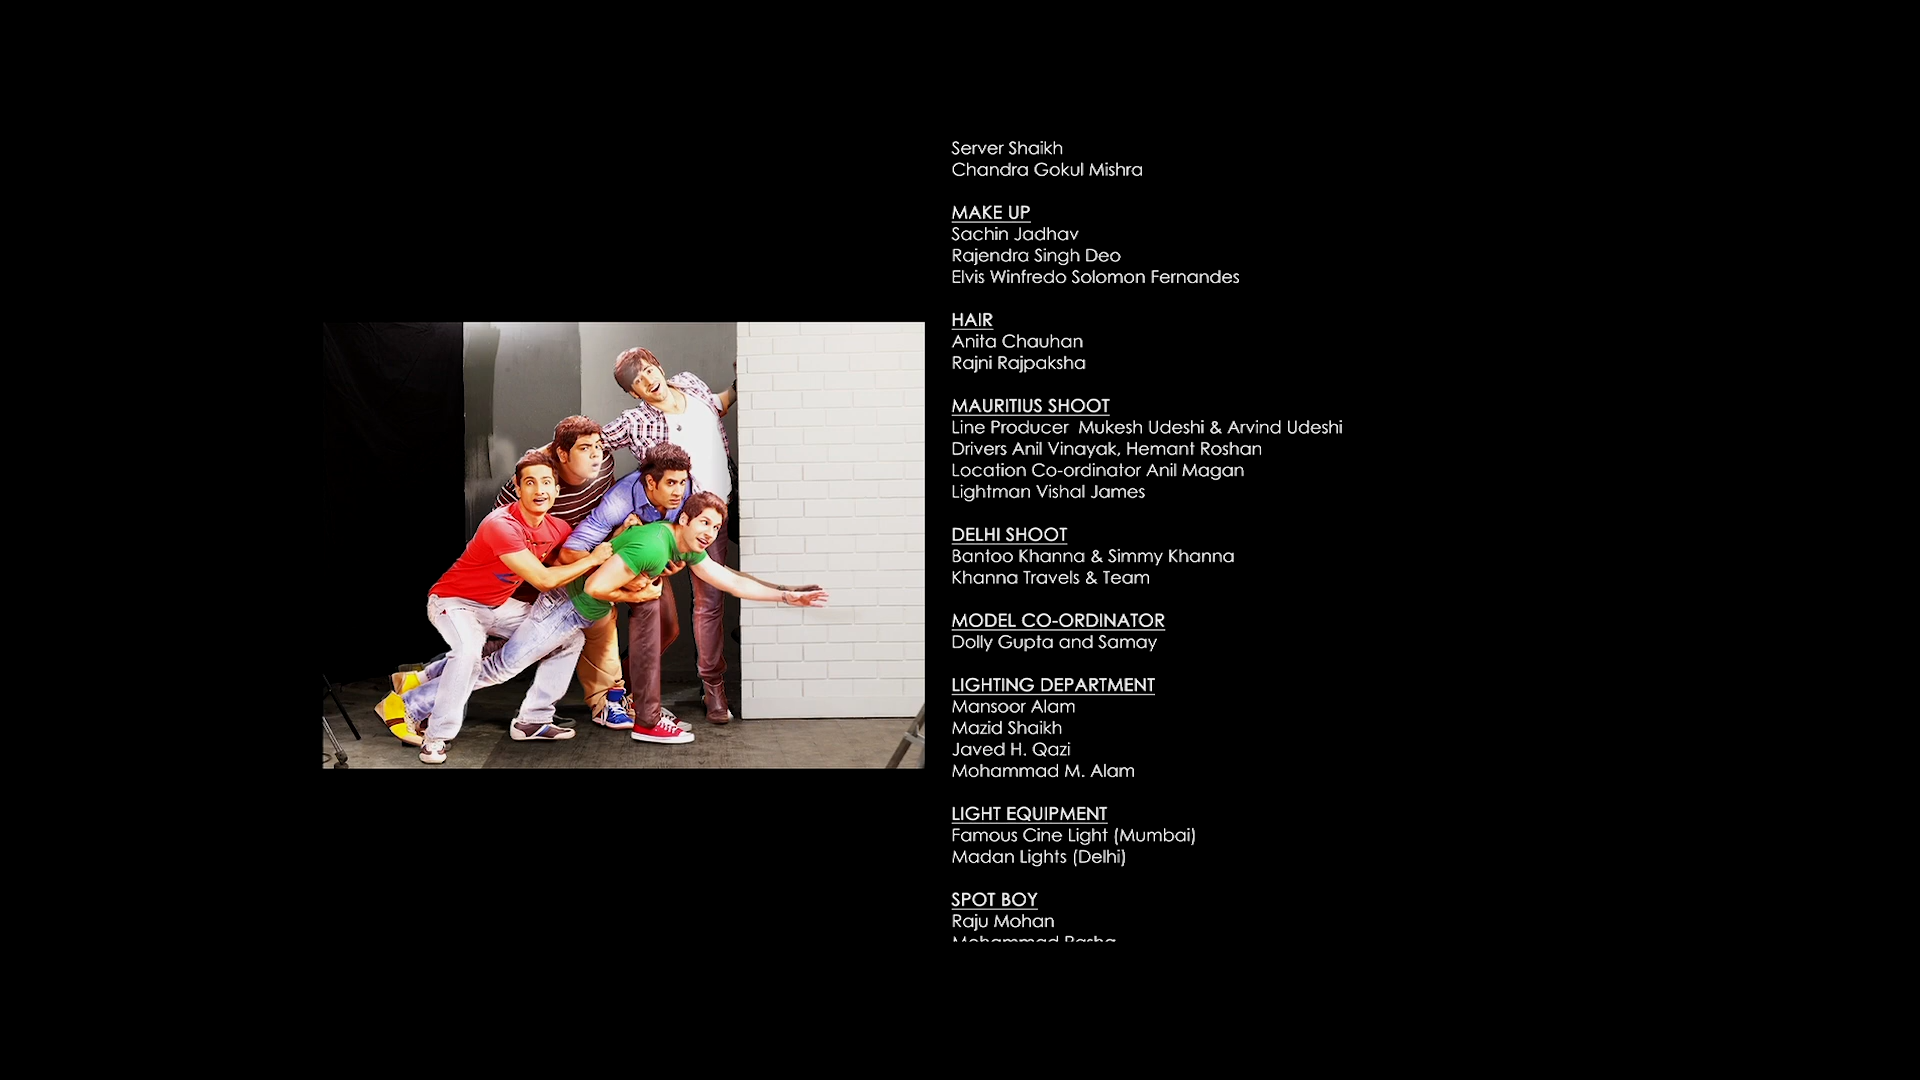 Server Shaikh
Chandra Gokul Mishra
MAKE UP
Sachin Jadhav
Rajendra Singh Deo
Elvis Winfredo Solomon Fernandes
HAIR
Anita Chauhan
Rajni Rajpaksha
MAURITIUS SHOOT
Line Producer  Mukesh Udeshi & Arvind Udeshi
Drivers Anil Vinayak, Hemant Roshan
Location Co-ordinator Anil Magan
Lightman Vishal James
DELHI SHOOT
Bantoo Khanna & Simmy Khanna
Khanna Travels & Team
MODEL CO-ORDINATOR
Dolly Gupta and Samay
LIGHTING DEPARTMENT
Mansoor Alam
Mazid Shaikh
Javed H. Qazi
Mohammad M. Alam
LIGHT EQUIPMENT
Famous Cine Light (Mumbai)
Madan Lights (Delhi)
SPOT BOY
Raju Mohan
Mohammad